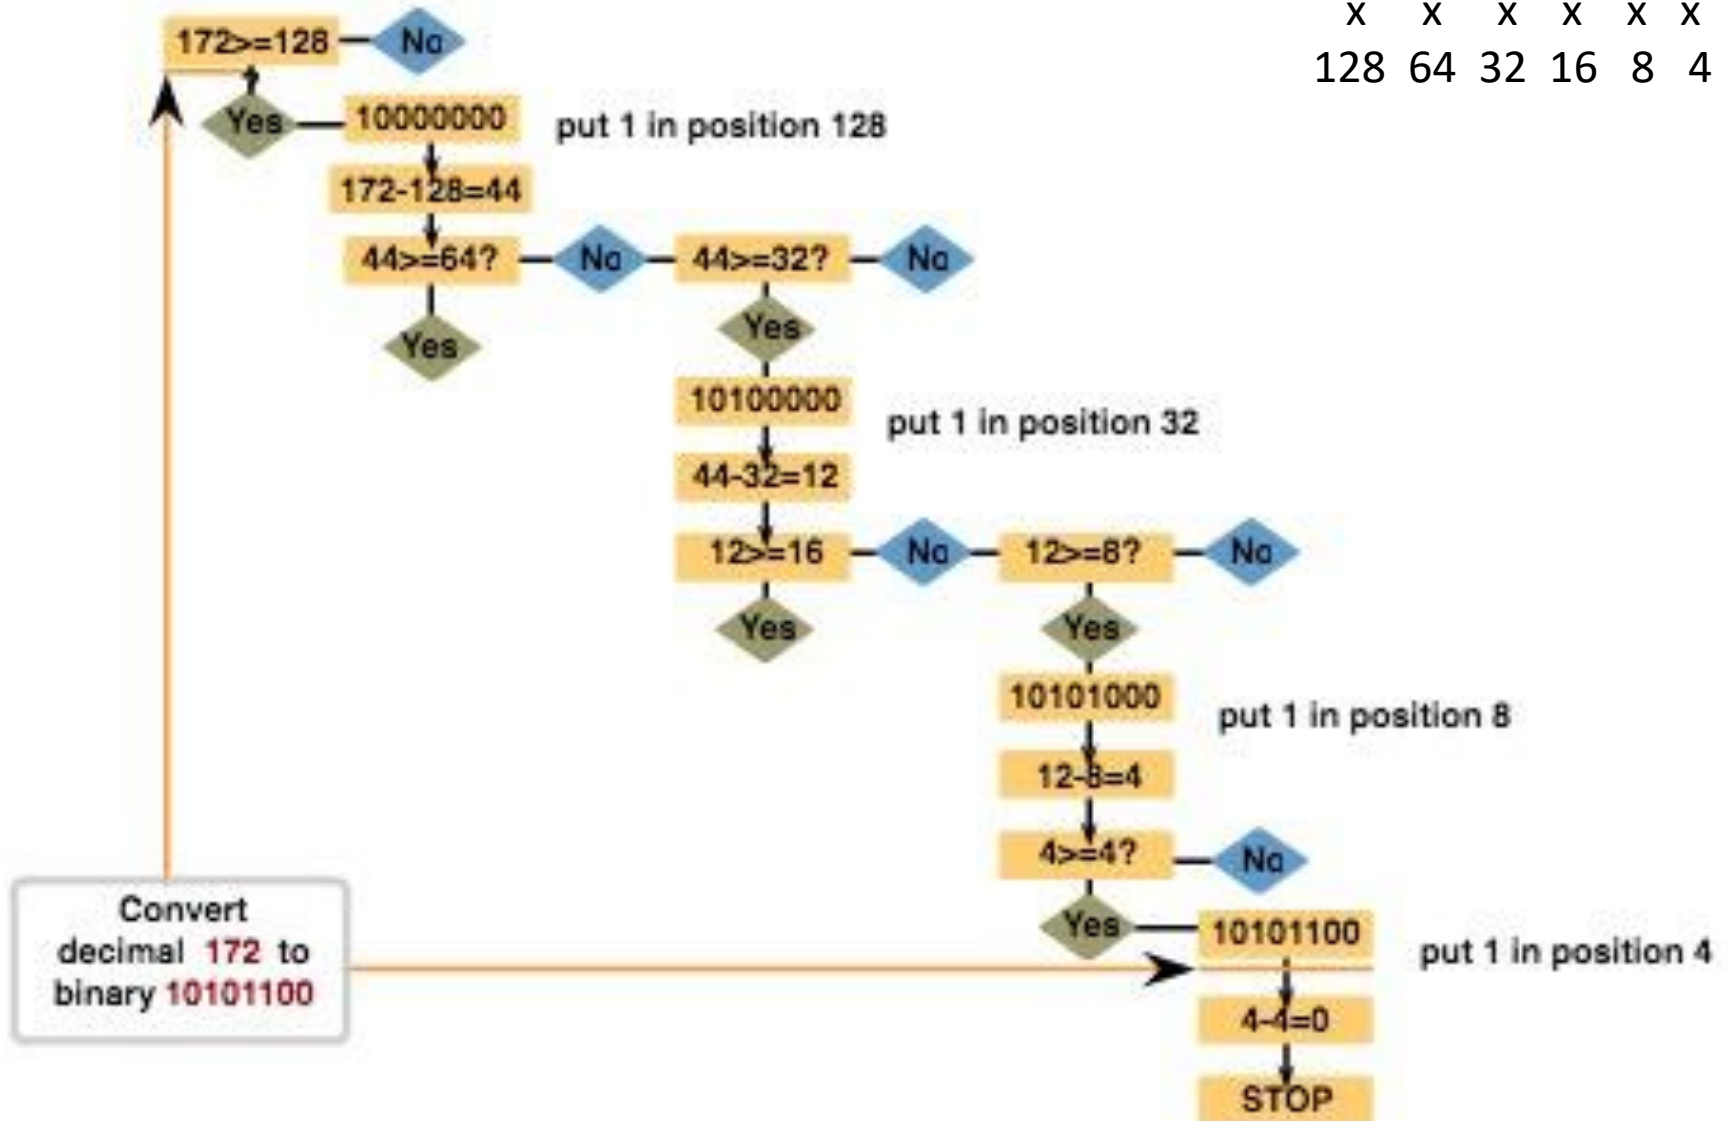 x x x x x x
128 64 32 16 8 4
172>=128 No
Yes 10000000 put 1 in position 128
172-128=44
44>=64? No 44>=32? No
Yes Yes
10100000 put 1 in position 32
44-32=12
12>=16 No 12>=8? No
Yes Yes
10101000 put 1 in position 8
12-8=4
4>=4? No
Yes 10101100 put 1 in position 4
4-4=0
STOP
Convert
decimal 172 to
binary 10101100